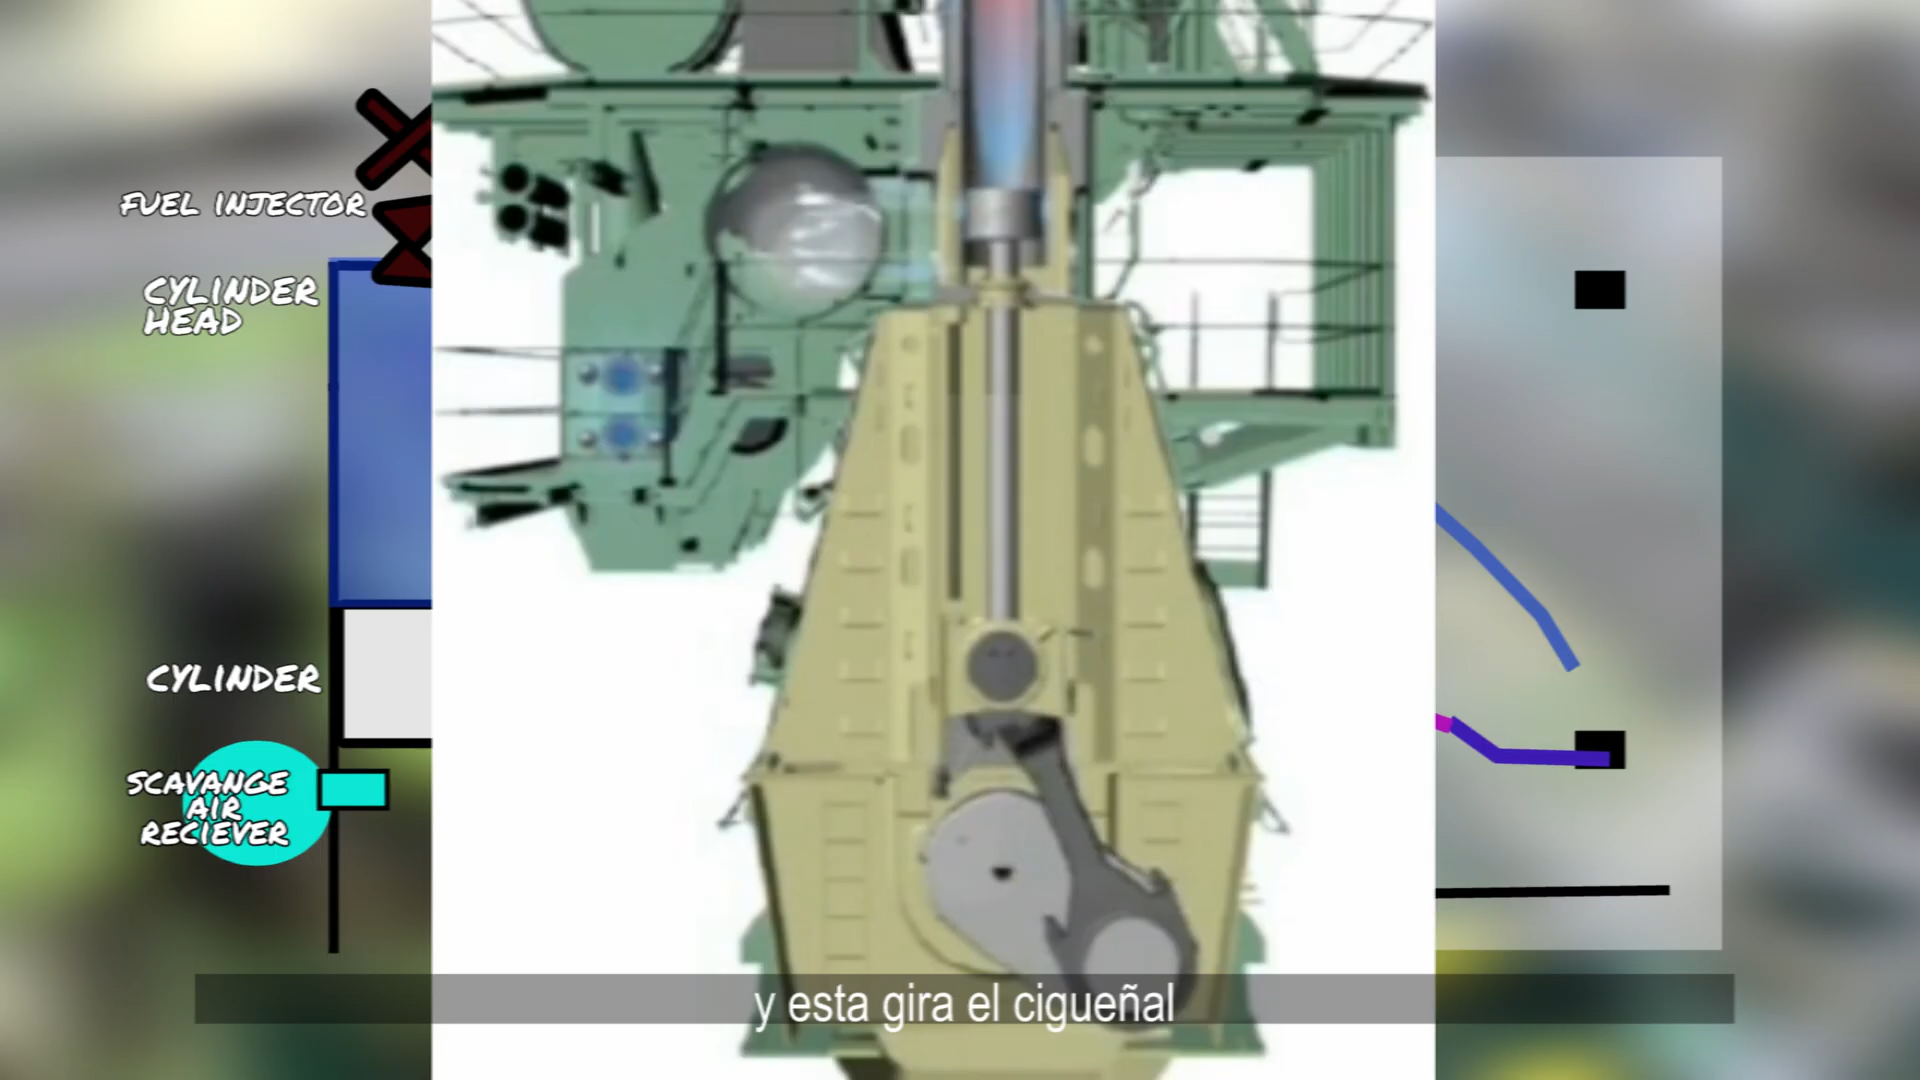 FUEL INJECTOR
CYLINDER
HEAD
CYLINDER
SCAVANGE
AIR
RECIEVER
y esta gira el cigueñal